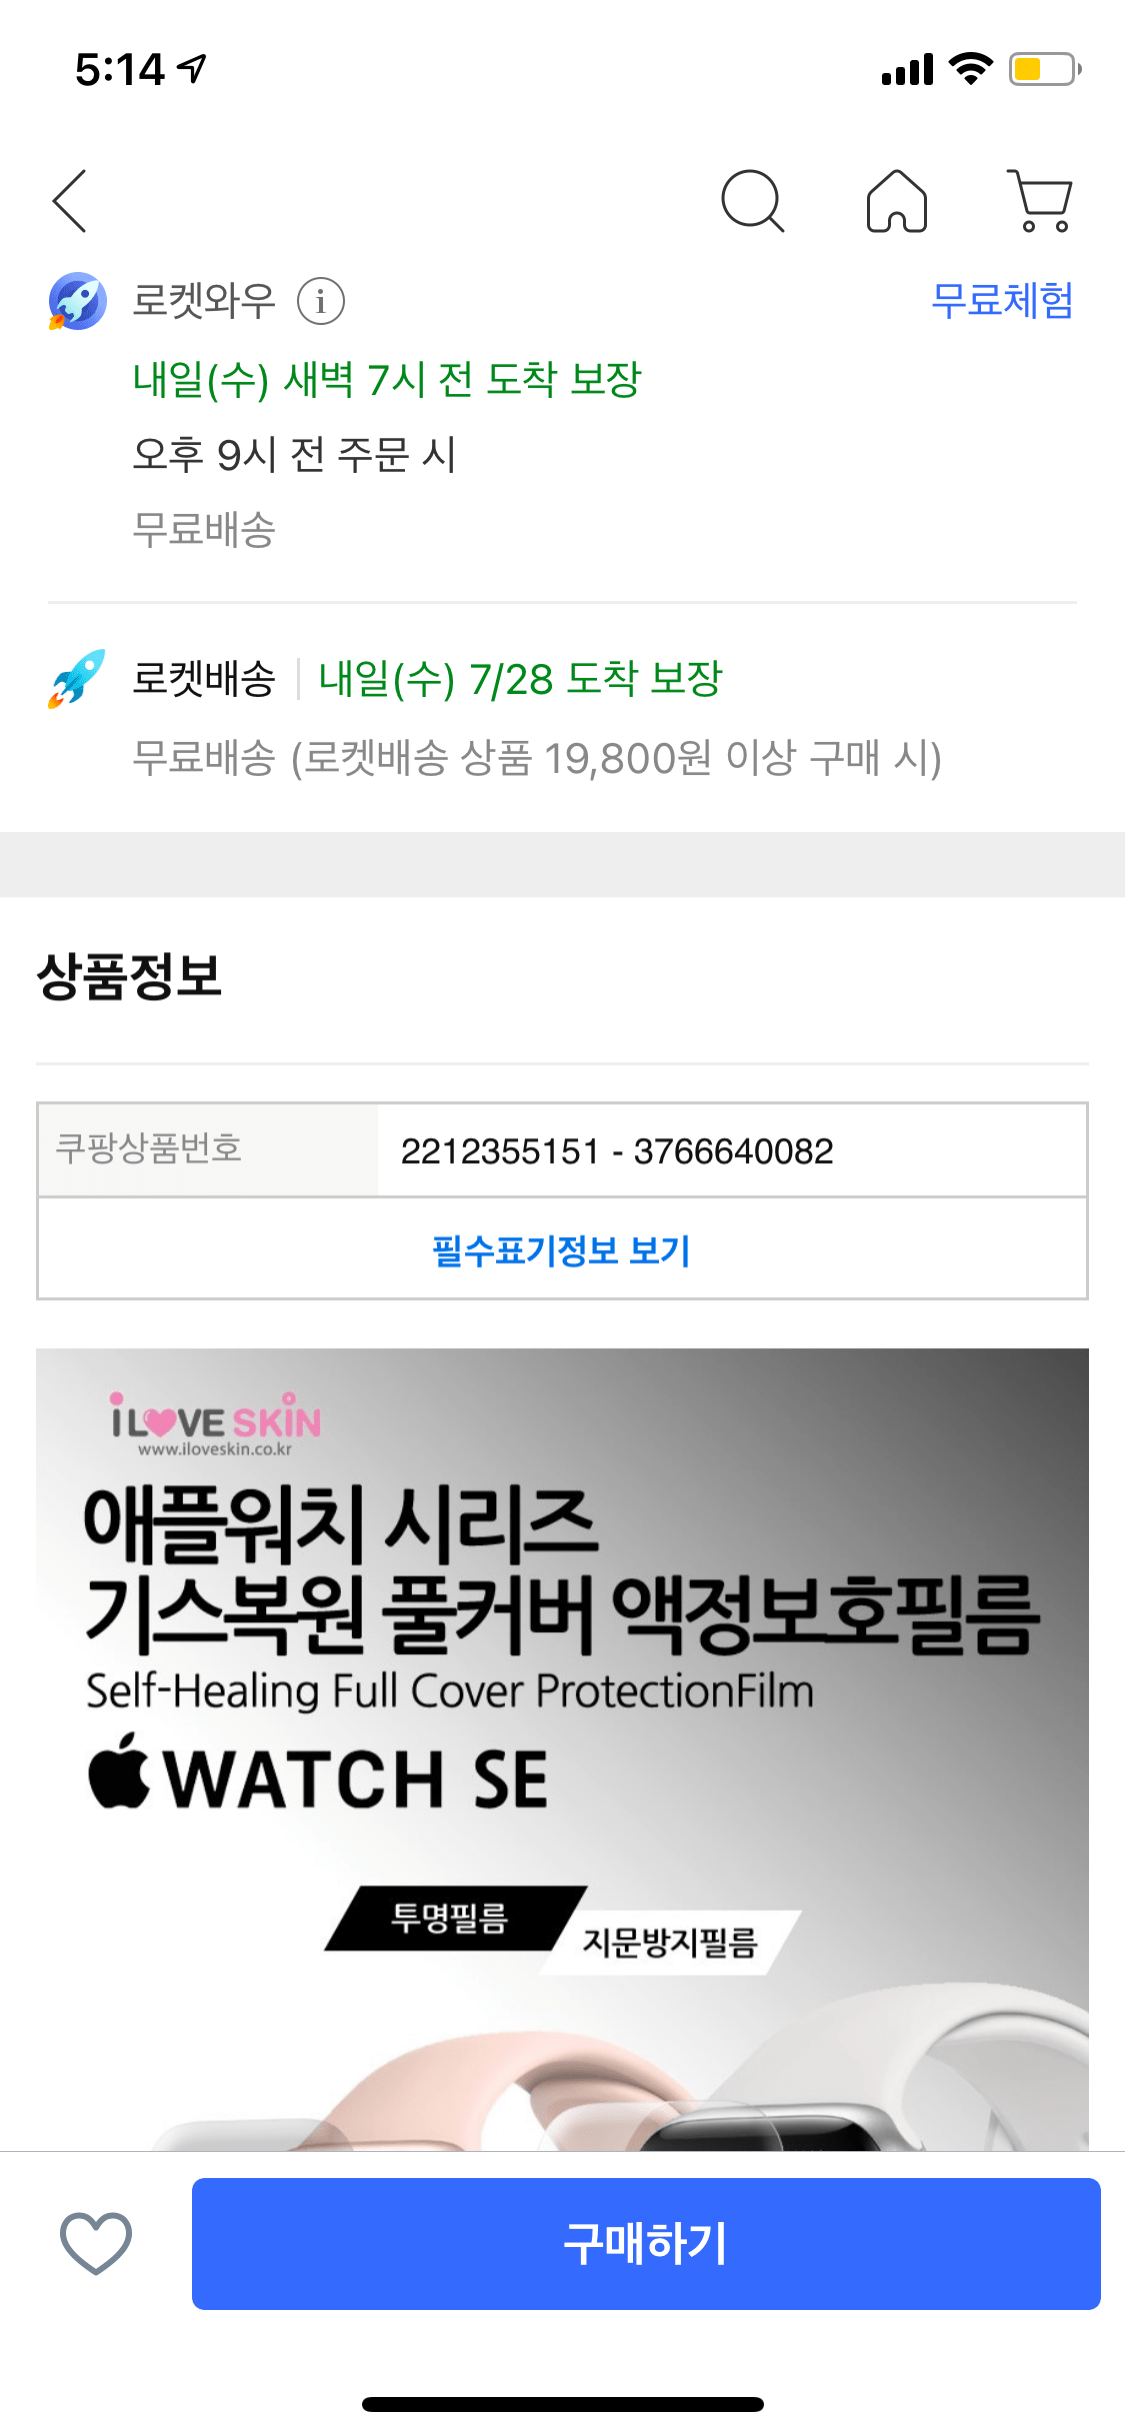 5:14
로켓와우 i
무료체험
내일(수) 새벽 7시 전 도착 보장
오후 9시 전 주문 시
무료배송
로켓배송 | 내일(수) 7/28 도착 보장
무료배송 (로켓배송 상품 19,800원 이상 구매 시)
상품정보
쿠팡상품번호 2212355151 - 3766640082
필수표기정보 보기
iLOVE SKiN
www.iloveskin.co.kr
애플워치 시리즈
기스복원 풀커버 액정보호필름
Self-Healing Full Cover ProtectionFilm
WATCH SE
투명필름
지문방지필름
구매하기